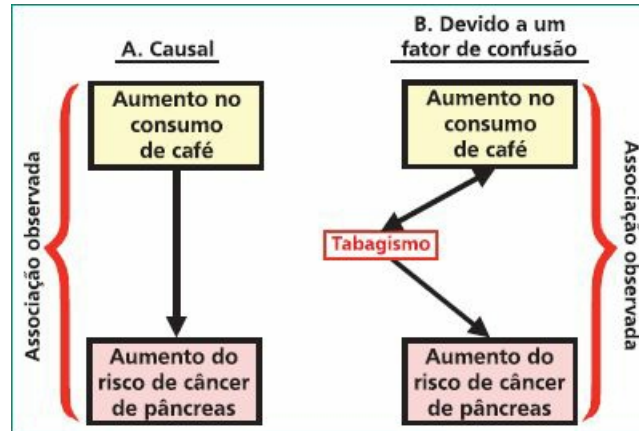 A. Causal
Aumento no
consumo
de café
Aumento do
risco de câncer
de pâncreas
Associação observada
B. Devido a um
fator de confusão
Aumento no
consumo
de café
Tabagismo
Aumento do
risco de câncer
de pâncreas
Associação observada